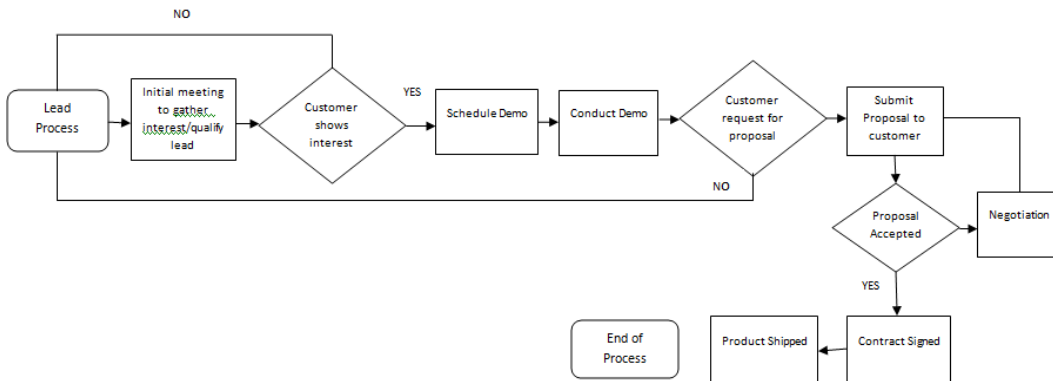 NO
Lead
Process
Initial meeting
to gather
interest/qualify
lead
Customer
shows
interest
YES
Schedule Demo
Conduct Demo
Customer
request for
proposal
Submit
Proposal to
customer
NO
Proposal
Accepted
Negotiation
YES
End of
Process
Product Shipped
Contract Signed